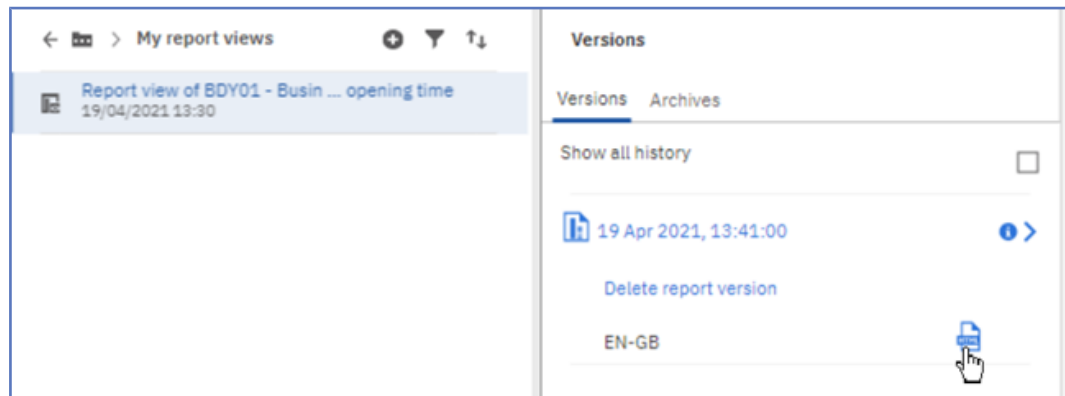 My report views
Report view of BDY01 - Busin ... opening time
19/04/2021 13:30
Versions
Versions Archives
Show all history
19 Apr 2021, 13:41:00
Delete report version
EN-GB